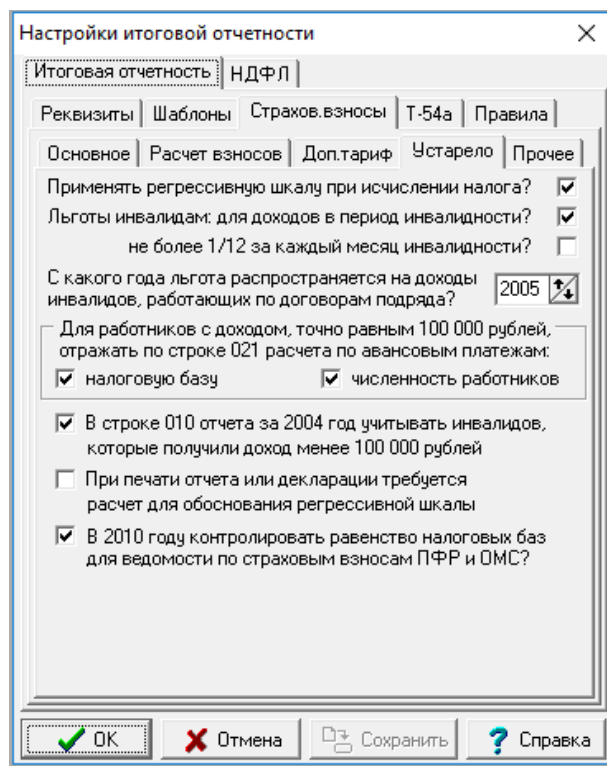 Настройки итоговой отчетности
Итоговая отчетность НДФЛ
Реквизиты Шаблоны Страхов.взносы Т-54а Правила
Основное Расчет взносов Доп.тариф Устарело Прочее
Применять регрессивную шкалу при исчислении налога?
Льготы инвалидам: для доходов в период инвалидности?
не более 1/12 за каждый месяц инвалидности?
С какого года льгота распространяется на доходы
инвалидов, работающих по договорам подряда?
2005
Для работников с доходом, точно равным 100 000 рублей,
отражать по строке 021 расчета по авансовым платежам:
налоговую базу численность работников
В строке 010 отчета за 2004 год учитывать инвалидов,
которые получили доход менее 100 000 рублей
При печати отчета или декларации требуется
расчет для обоснования регрессивной шкалы
В 2010 году контролировать равенство налоговых баз
для ведомости по страховым взносам ПФР и ОМС?
OK Отмена Сохранить Справка